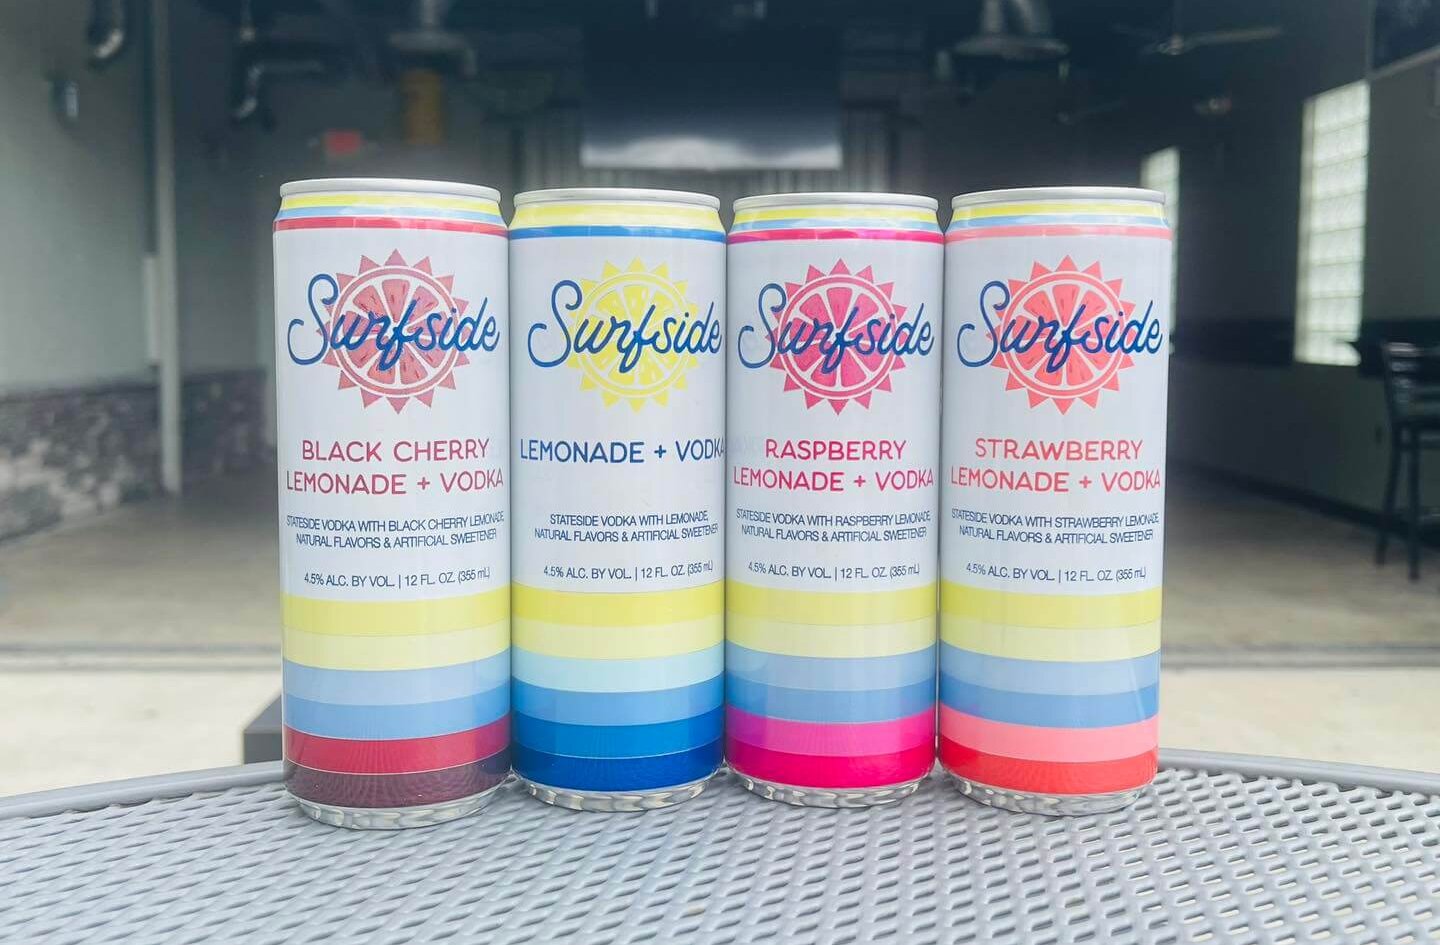 Surfside
BLACK CHERRY
LEMONADE + VODKA
STATESIDE VODKA WITH BLACK CHERRY LEMONADE,
NATURAL FLAVORS & ARTIFICIAL SWEETENER
4.5% ALC. BY VOL. | 12 FL. OZ. (355 mL)
Surfside
LEMONADE + VODKA
STATESIDE VODKA WITH LEMONADE,
NATURAL FLAVORS & ARTIFICIAL SWEETENER
4.5% ALC. BY VOL. | 12 FL. OZ. (355 mL)
Surfside
RASPBERRY
LEMONADE + VODKA
STATESIDE VODKA WITH RASPBERRY LEMONADE,
NATURAL FLAVORS & ARTIFICIAL SWEETENER
4.5% ALC. BY VOL. | 12 FL. OZ. (355 mL)
Surfside
STRAWBERRY
LEMONADE + VODKA
STATESIDE VODKA WITH STRAWBERRY LEMONADE,
NATURAL FLAVORS & ARTIFICIAL SWEETENER
4.5% ALC. BY VOL. | 12 FL. OZ. (355 mL)